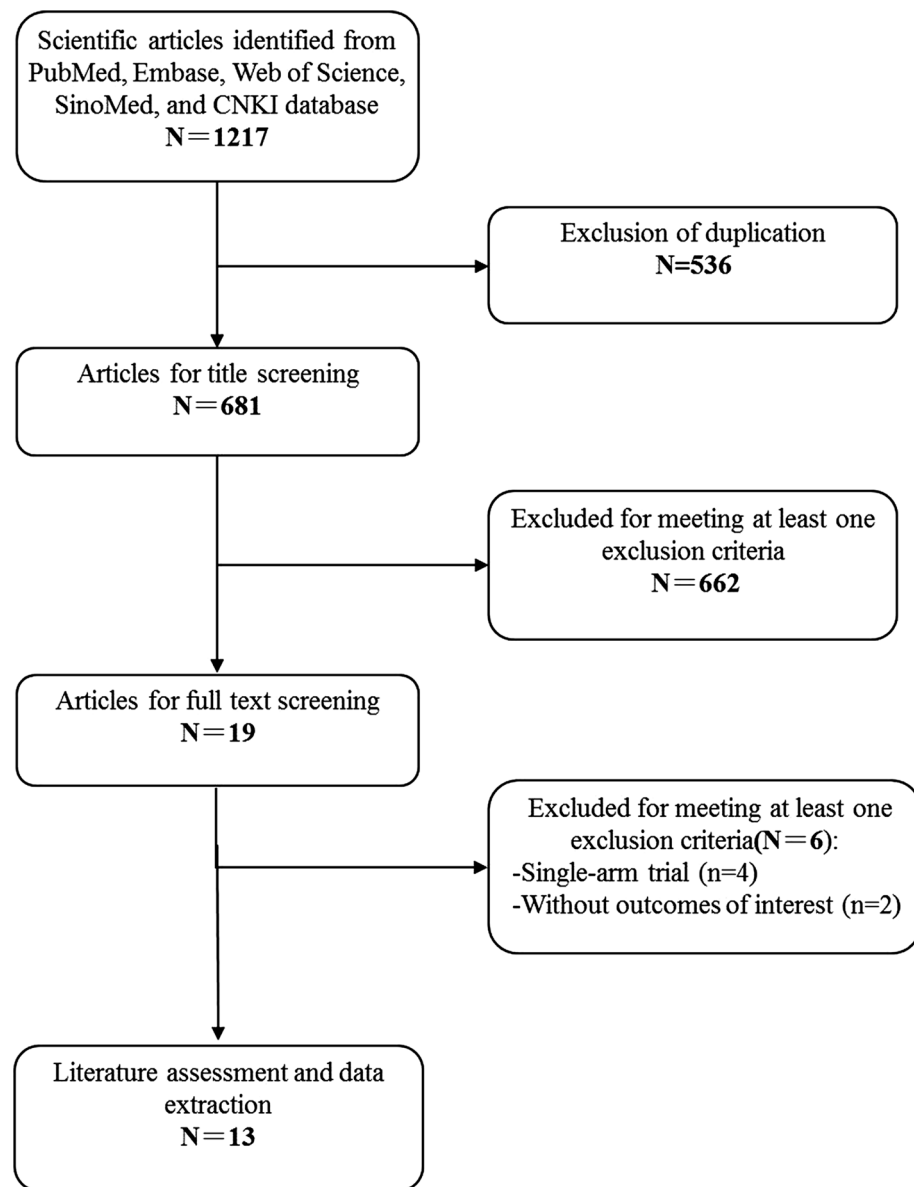 Scientific articles identified from
PubMed, Embase, Web of Science,
SinoMed, and CNKI database
N＝1217
Exclusion of duplication
N=536
Articles for title screening
N＝681
Excluded for meeting at least one
exclusion criteria
N＝662
Articles for full text screening
N＝19
Excluded for meeting at least one
exclusion criteria(N＝6):
-Single-arm trial (n=4)
-Without outcomes of interest (n=2)
Literature assessment and data
extraction
N＝13